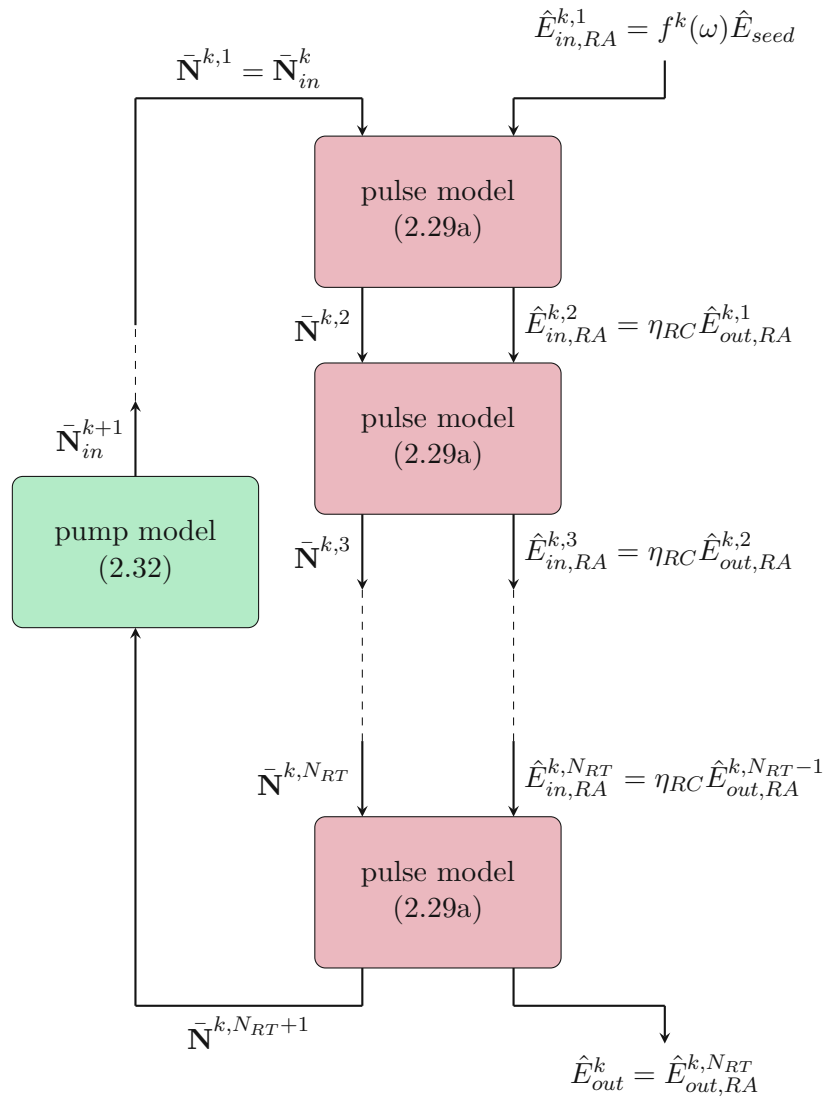 Ê^{k,1}_{in,RA} = f^k(ω)Ê_{seed}
N̄^{k,1} = N̄^k_{in}
pulse model
(2.29a)
N̄^{k,2}
Ê^{k,2}_{in,RA} = η_{RC}Ê^{k,1}_{out,RA}
pulse model
(2.29a)
N̄^{k+1}_{in}
pump model
(2.32)
N̄^{k,3}
Ê^{k,3}_{in,RA} = η_{RC}Ê^{k,2}_{out,RA}
N̄^{k,N_{RT}}
Ê^{k,N_{RT}}_{in,RA} = η_{RC}Ê^{k,N_{RT}-1}_{out,RA}
pulse model
(2.29a)
N̄^{k,N_{RT}+1}
Ê^k_{out} = Ê^{k,N_{RT}}_{out,RA}